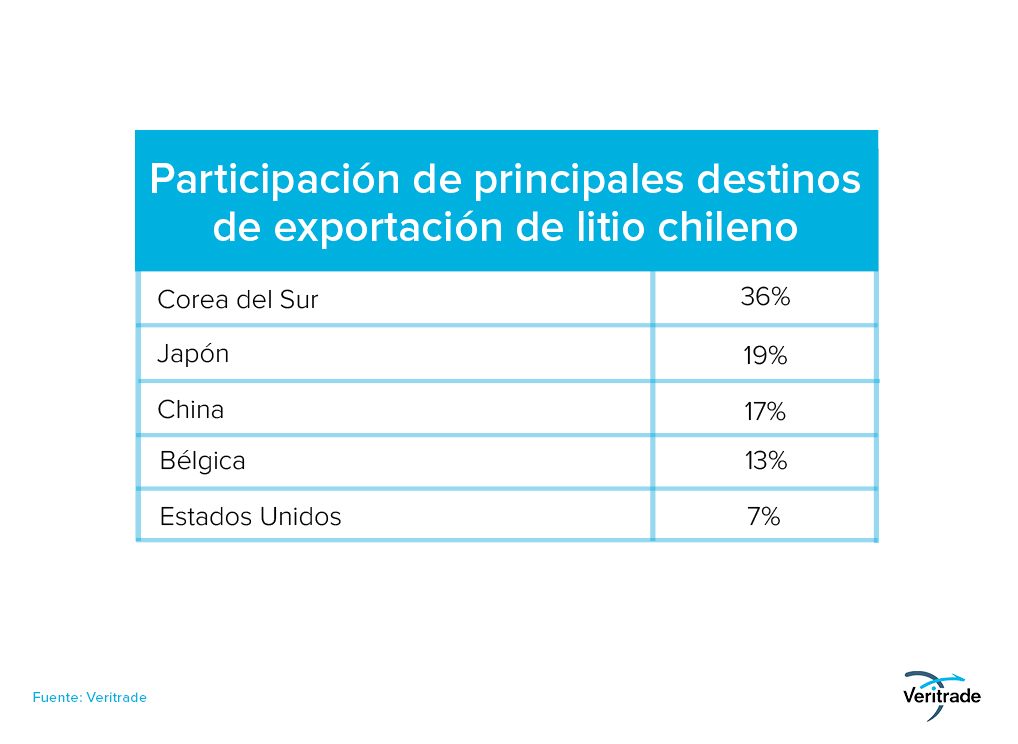 Participación de principales destinos
de exportación de litio chileno
Corea del Sur 36%
Japón 19%
China 17%
Bélgica 13%
Estados Unidos 7%
Fuente: Veritrade
Veritrade